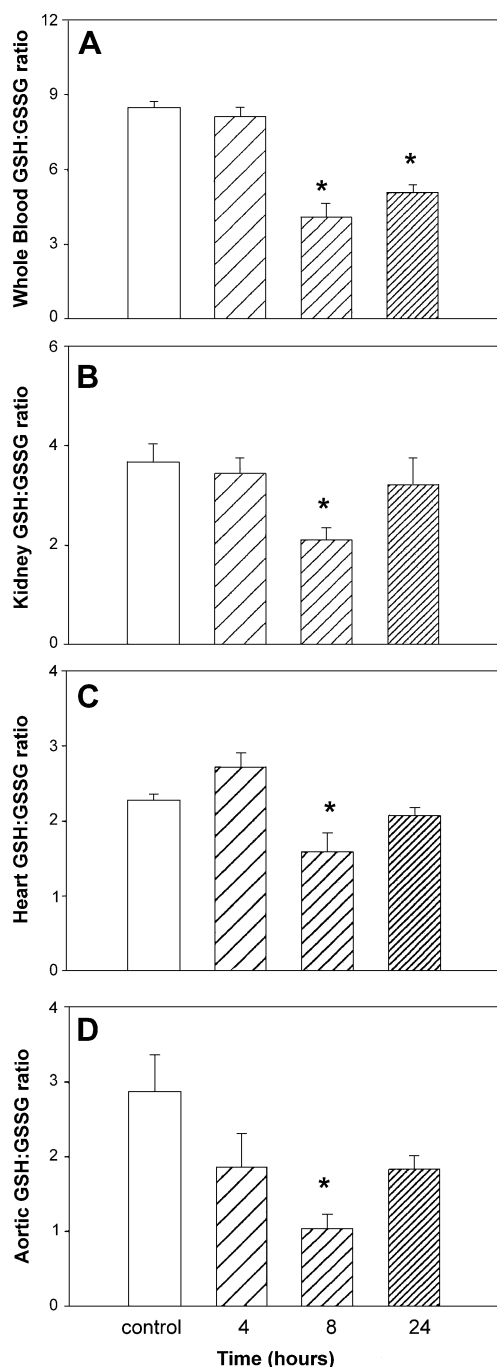 A
Whole Blood GSH:GSSG ratio
12
9
6
3
0
*
*
B
Kidney GSH:GSSG ratio
6
4
2
0
*
C
Heart GSH:GSSG ratio
4
3
2
1
0
*
D
Aortic GSH:GSSG ratio
4
3
2
1
0
*
control 4 8 24
Time (hours)